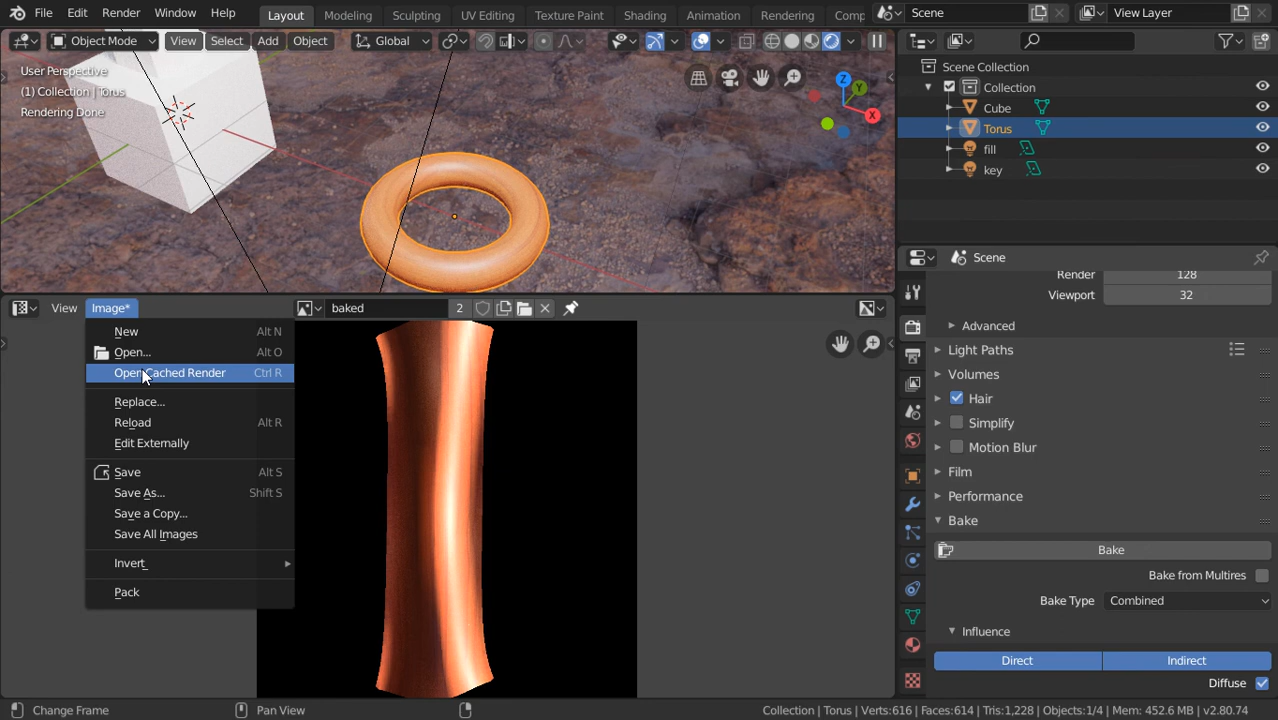 File Edit Render Window Help Layout Modeling Sculpting UV Editing Texture Paint Shading Animation Rendering Comp Scene View Layer
Object Mode View Select Add Object Global
User Perspective
(1) Collection | Torus
Rendering Done
Z
Y
X
Scene Collection
Collection
Cube
Torus
fill
key
View Image* baked 2
New Alt N
Open... Alt O
Open Cached Render Ctrl R
Replace...
Reload Alt R
Edit Externally
Save Alt S
Save As... Shift S
Save a Copy...
Save All Images
Invert
Pack
Scene
Render 128
Viewport 32
Advanced
Light Paths
Volumes
Hair
Simplify
Motion Blur
Film
Performance
Bake
Bake
Bake from Multires
Bake Type Combined
Influence
Direct Indirect
Diffuse
Change Frame Pan View Collection | Torus | Verts:616 | Faces:614 | Tris:1,228 | Objects:1/4 | Mem: 452.6 MB | v2.80.74